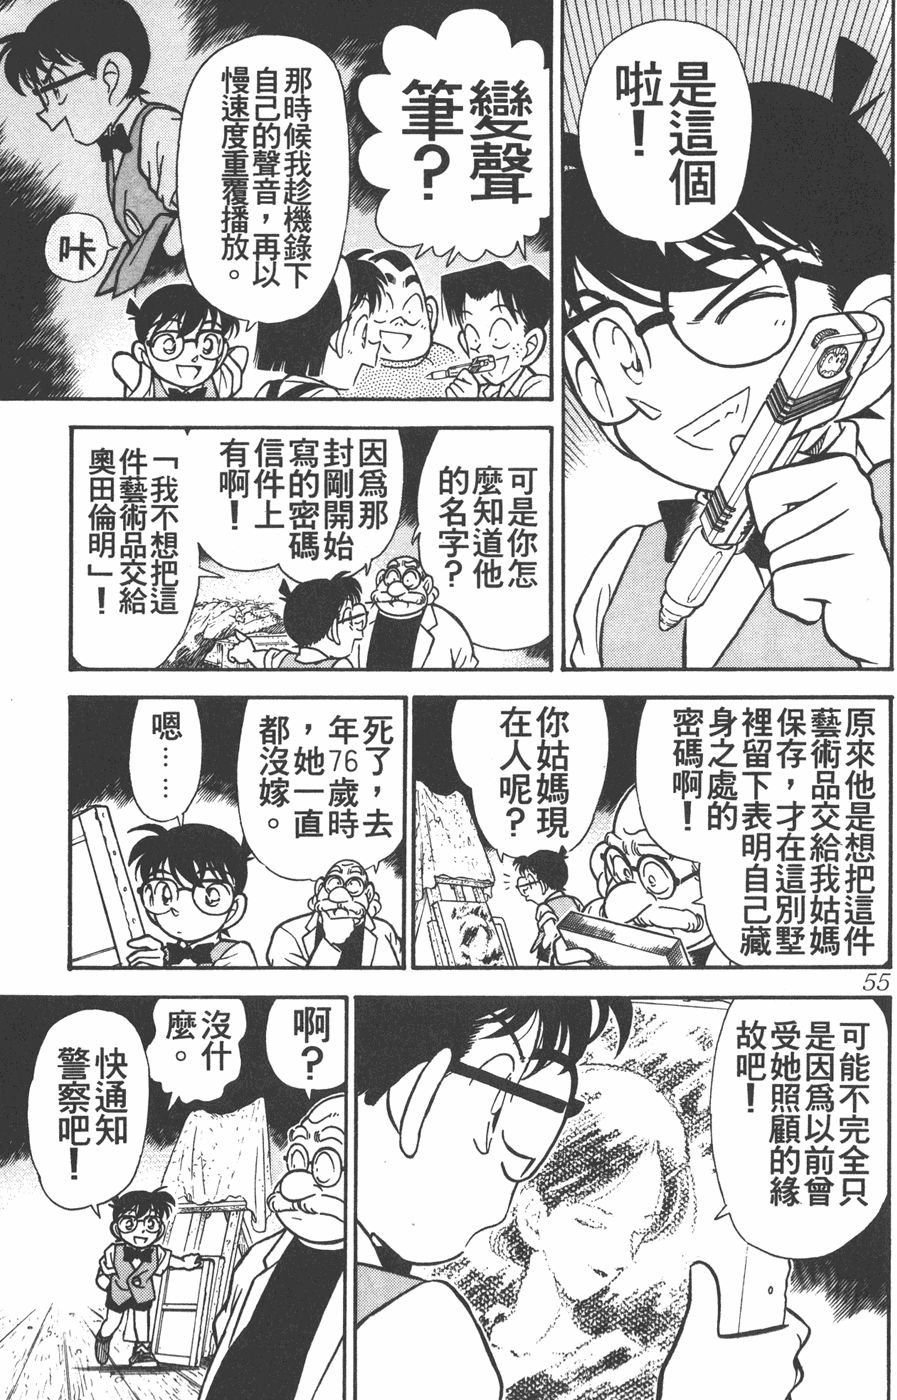 是這個
啦！
變聲
筆？
那時候我趁機錄下
自己的聲音，再以
慢速度重覆播放。
咔
可是你怎
麼知道他
的名字？
因爲那
封剛開始
寫的密碼
信件上
有啊！
「我不想把這
件藝術品交給
奧田倫明」！
原來他是想把這件
藝術品交給我姑媽
保存，才在這別墅
裡留下表明自己藏
身之處的
密碼啊！
你姑媽現
在人呢？
死了，去
年76歲時
，她一直
都沒嫁。
嗯……
55
可能不完全只
是因爲以前曾
受她照顧的緣
故吧！
啊？
沒什
麼。
快通知
警察吧！